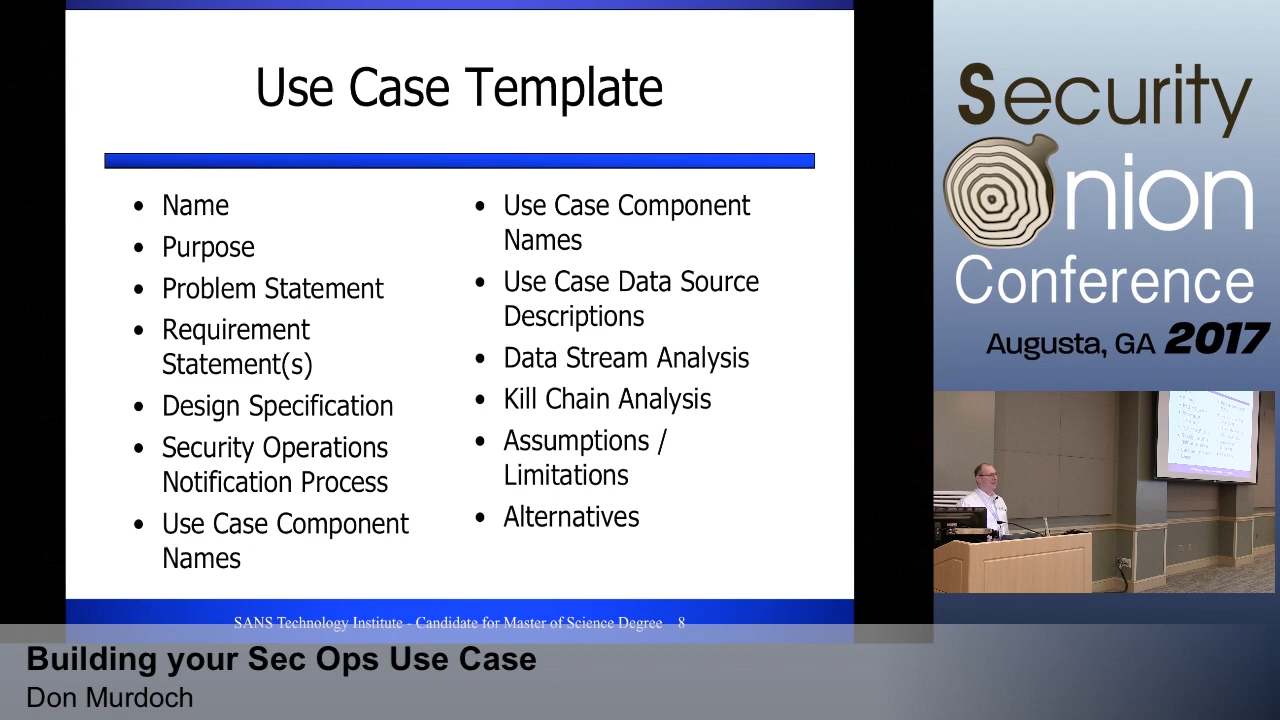 Use Case Template
• Name
• Purpose
• Problem Statement
• Requirement
Statement(s)
• Design Specification
• Security Operations
Notification Process
• Use Case Component
Names
• Use Case Component
Names
• Use Case Data Source
Descriptions
• Data Stream Analysis
• Kill Chain Analysis
• Assumptions /
Limitations
• Alternatives
SANS Technology Institute - Candidate for Master of Science Degree 8
Security
Onion
Conference
Augusta, GA 2017
Building your Sec Ops Use Case
Don Murdoch